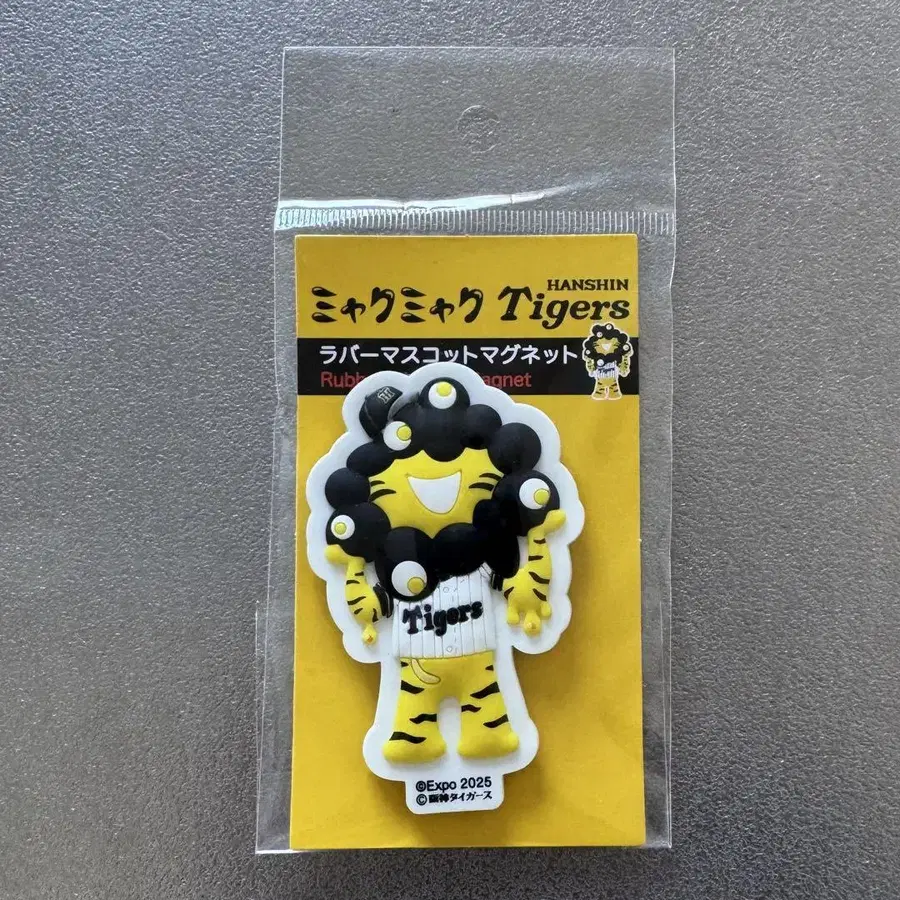 HANSHIN
ミャクミャク Tigers
ラバーマスコットマグネット
Tigers
©Expo 2025
©阪神タイガース